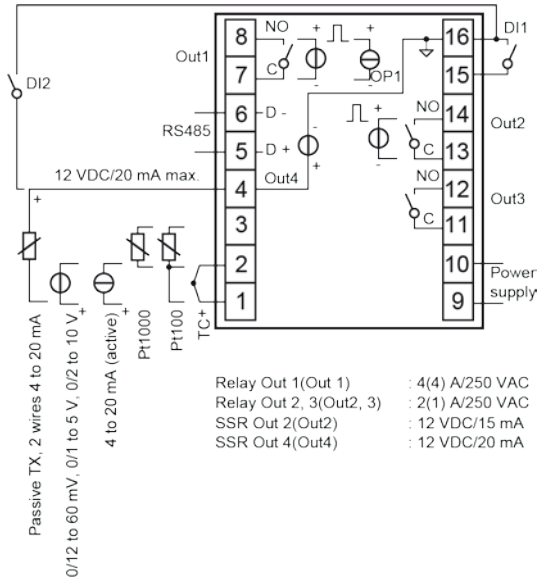 DI1
DI2
Out1
NO
C
8
7
6
5
4
3
2
1
+
-
+
-
OP1
RS485
D -
D +
-
+
Out4
12 VDC/20 mA max.
+
16
15
14
13
12
11
10
9
+
-
NO
C
Out2
NO
C
Out3
Power
supply
Passive TX, 2 wires 4 to 20 mA
0/12 to 60 mV, 0/1 to 5 V, 0/2 to 10 V
+
4 to 20 mA (active)
+
Pt1000
Pt100
TC
+
Relay Out 1(Out 1) : 4(4) A/250 VAC
Relay Out 2, 3(Out2, 3) : 2(1) A/250 VAC
SSR Out 2(Out2) : 12 VDC/15 mA
SSR Out 4(Out4) : 12 VDC/20 mA